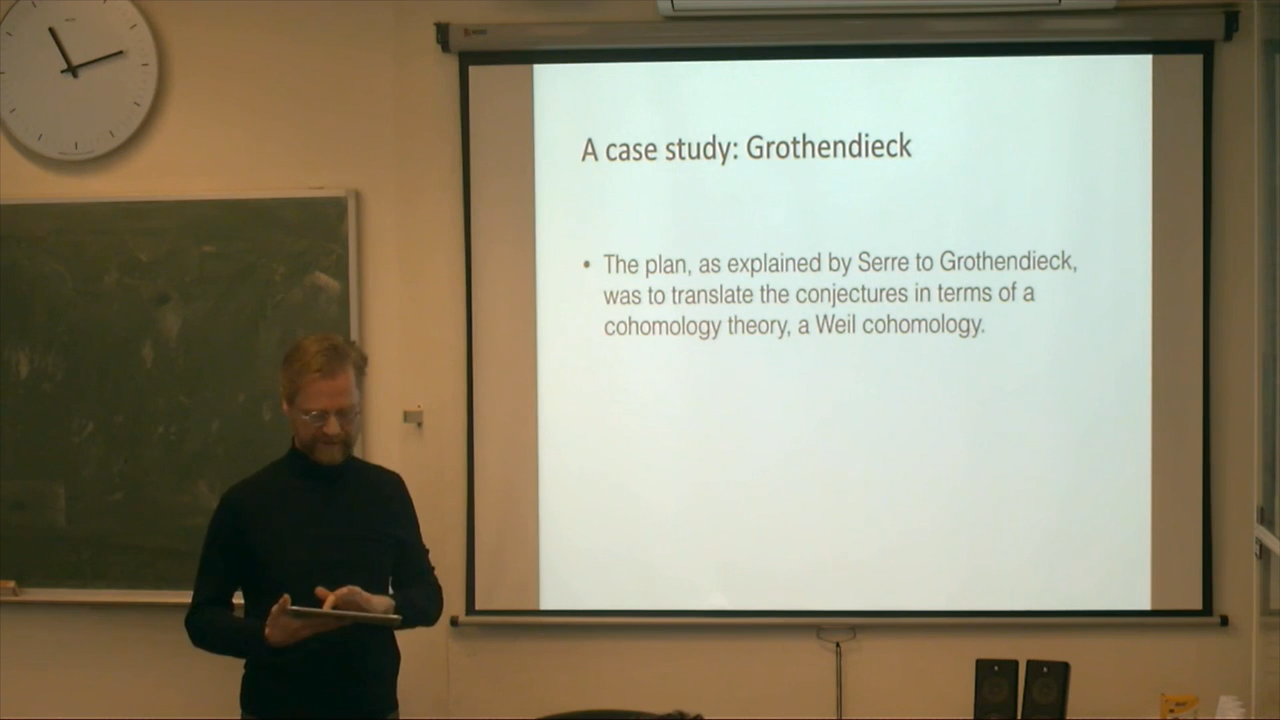 A case study: Grothendieck
• The plan, as explained by Serre to Grothendieck,
was to translate the conjectures in terms of a
cohomology theory, a Weil cohomology.